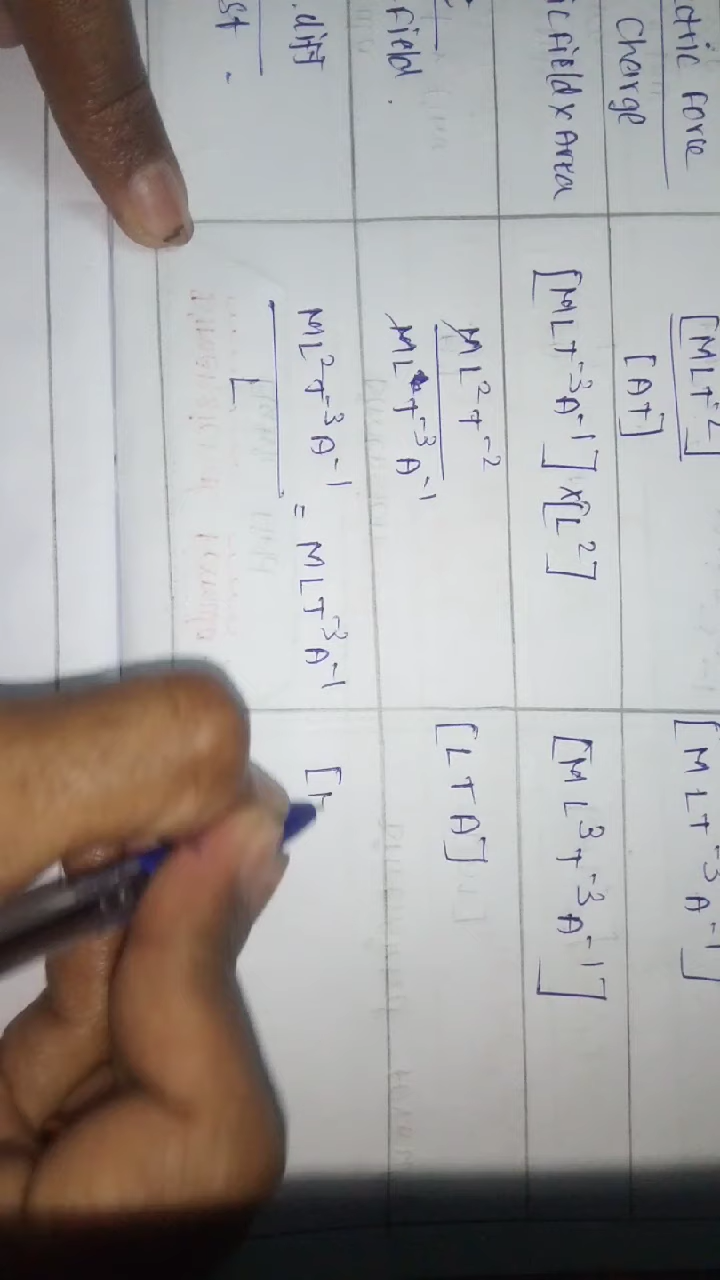 ctric Force
Charge
[MLT⁻²]
[AT]
[MLT⁻³A⁻¹]
ic field x Area
[MLT⁻³A⁻¹] x [L²]
[ML³T⁻³A⁻¹]
Field.
ML²T⁻²
MLT⁻³A⁻¹
[LTA]
.diff
st.
ML²T⁻³A⁻¹ = MLT⁻³A⁻¹
L
[M